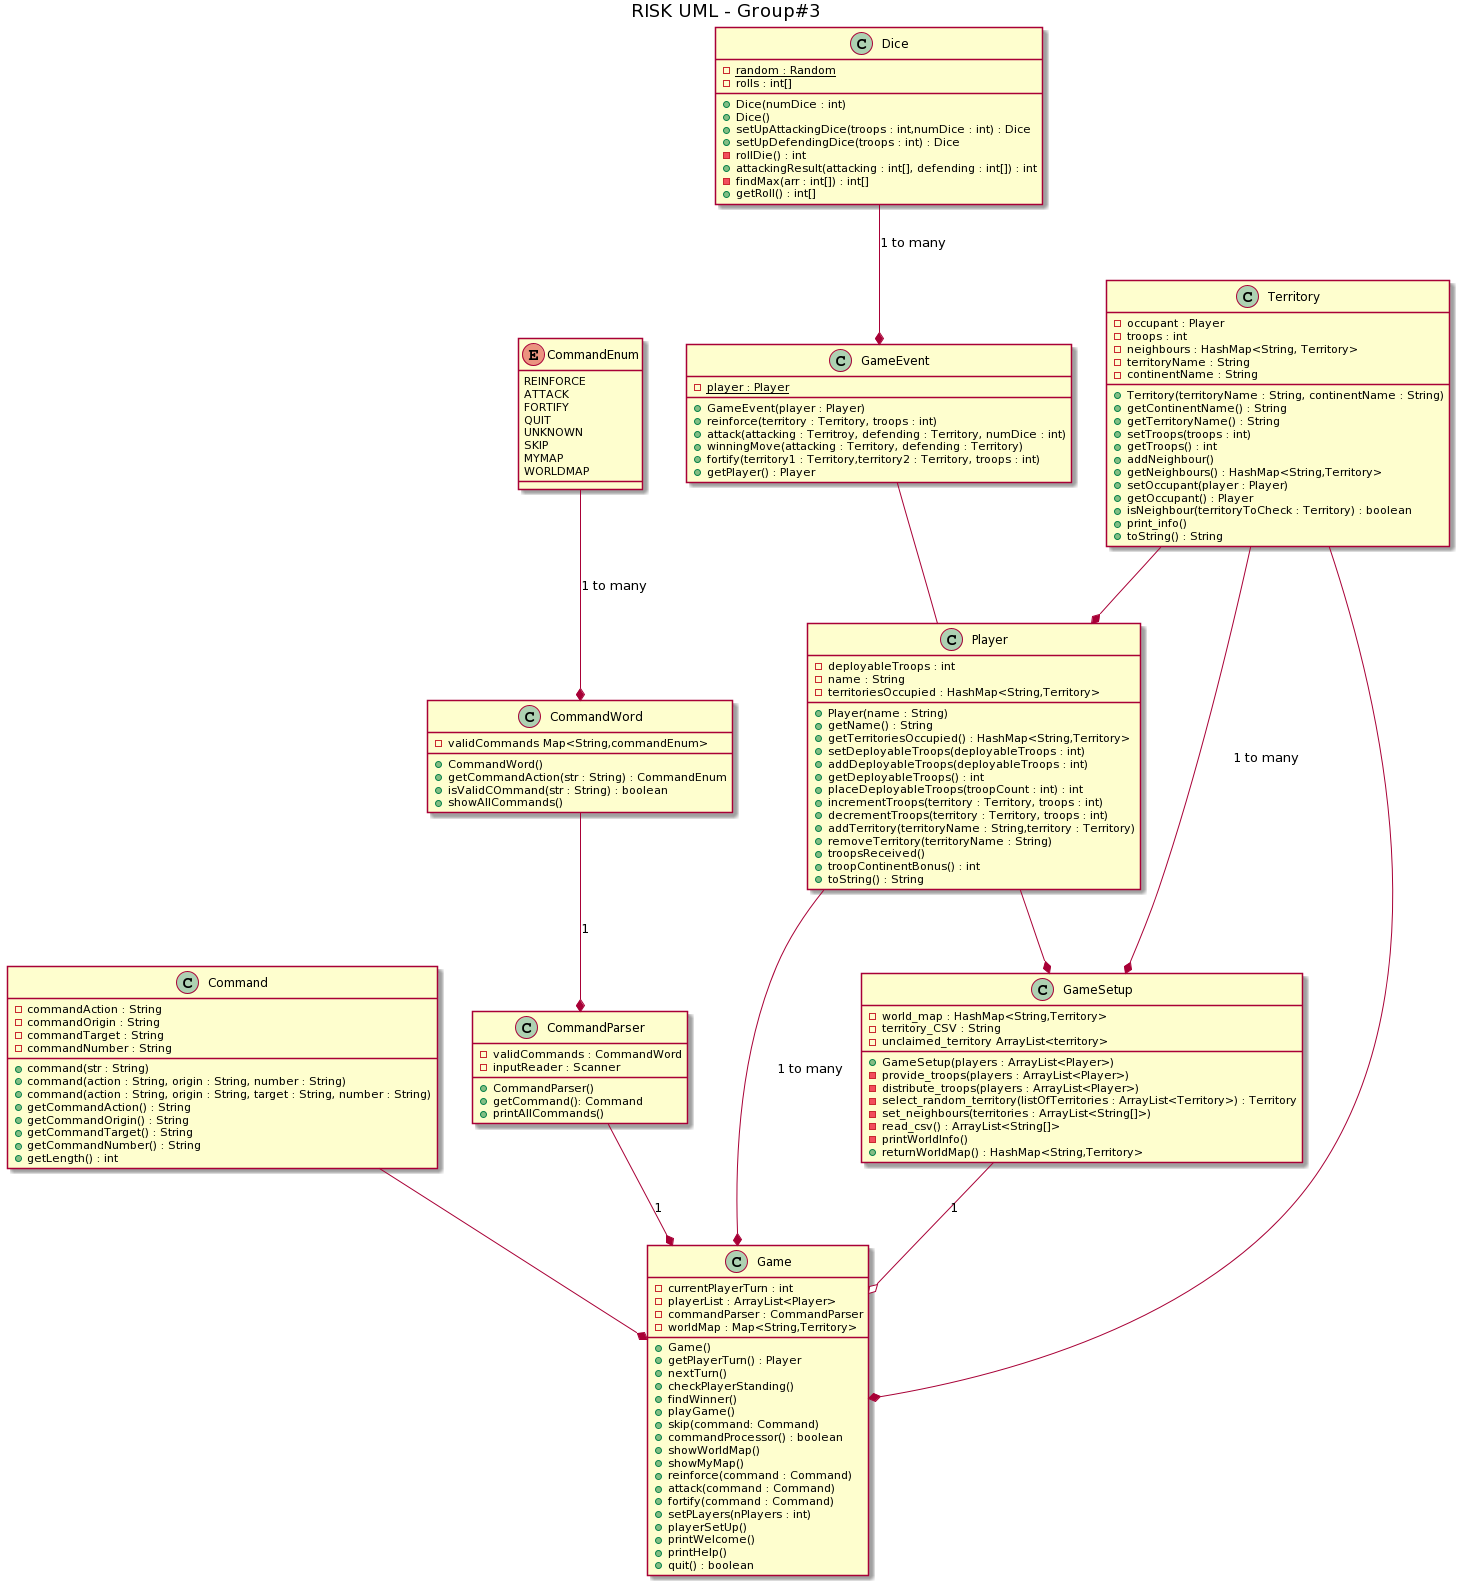 RISK UML - Group#3
C Dice
random : Random
rolls : int[]
Dice(numDice : int)
Dice()
setUpAttackingDice(troops : int,numDice : int) : Dice
setUpDefendingDice(troops : int) : Dice
rollDie() : int
attackingResult(attacking : int[], defending : int[]) : int
findMax(arr : int[]) : int[]
getRoll() : int[]
1 to many
C Territory
occupant : Player
troops : int
neighbours : HashMap<String, Territory>
territoryName : String
continentName : String
Territory(territoryName : String, continentName : String)
getContinentName() : String
getTerritoryName() : String
setTroops(troops : int)
getTroops() : int
addNeighbour()
getNeighbours() : HashMap<String,Territory>
setOccupant(player : Player)
getOccupant() : Player
isNeighbour(territoryToCheck : Territory) : boolean
print_info()
toString() : String
E CommandEnum
REINFORCE
ATTACK
FORTIFY
QUIT
UNKNOWN
SKIP
MYMAP
WORLDMAP
C GameEvent
player : Player
GameEvent(player : Player)
reinforce(territory : Territory, troops : int)
attack(attacking : Territroy, defending : Territory, numDice : int)
winningMove(attacking : Territory, defending : Territory)
fortify(territory1 : Territory,territory2 : Territory, troops : int)
getPlayer() : Player
1 to many
C Player
deployableTroops : int
name : String
territoriesOccupied : HashMap<String,Territory>
Player(name : String)
getName() : String
getTerritoriesOccupied() : HashMap<String,Territory>
setDeployableTroops(deployableTroops : int)
addDeployableTroops(deployableTroops : int)
getDeployableTroops() : int
placeDeployableTroops(troopCount : int) : int
incrementTroops(territory : Territory, troops : int)
decrementTroops(territory : Territory, troops : int)
addTerritory(territoryName : String,territory : Territory)
removeTerritory(territoryName : String)
troopsReceived()
troopContinentBonus() : int
toString() : String
1 to many
C CommandWord
validCommands Map<String,commandEnum>
CommandWord()
getCommandAction(str : String) : CommandEnum
isValidCOmmand(str : String) : boolean
showAllCommands()
1
C Command
commandAction : String
commandOrigin : String
commandTarget : String
commandNumber : String
command(str : String)
command(action : String, origin : String, number : String)
command(action : String, origin : String, target : String, number : String)
getCommandAction() : String
getCommandOrigin() : String
getCommandTarget() : String
getCommandNumber() : String
getLength() : int
C CommandParser
validCommands : CommandWord
inputReader : Scanner
CommandParser()
getCommand(): Command
printAllCommands()
1 to many
C GameSetup
world_map : HashMap<String,Territory>
territory_CSV : String
unclaimed_territory ArrayList<territory>
GameSetup(players : ArrayList<Player>)
provide_troops(players : ArrayList<Player>)
distribute_troops(players : ArrayList<Player>)
select_random_territory(listOfTerritories : ArrayList<Territory>) : Territory
set_neighbours(territories : ArrayList<String[]>)
read_csv() : ArrayList<String[]>
printWorldInfo()
returnWorldMap() : HashMap<String,Territory>
1
1
C Game
currentPlayerTurn : int
playerList : ArrayList<Player>
commandParser : CommandParser
worldMap : Map<String,Territory>
Game()
getPlayerTurn() : Player
nextTurn()
checkPlayerStanding()
findWinner()
playGame()
skip(command: Command)
commandProcessor() : boolean
showWorldMap()
showMyMap()
reinforce(command : Command)
attack(command : Command)
fortify(command : Command)
setPLayers(nPlayers : int)
playerSetUp()
printWelcome()
printHelp()
quit() : boolean